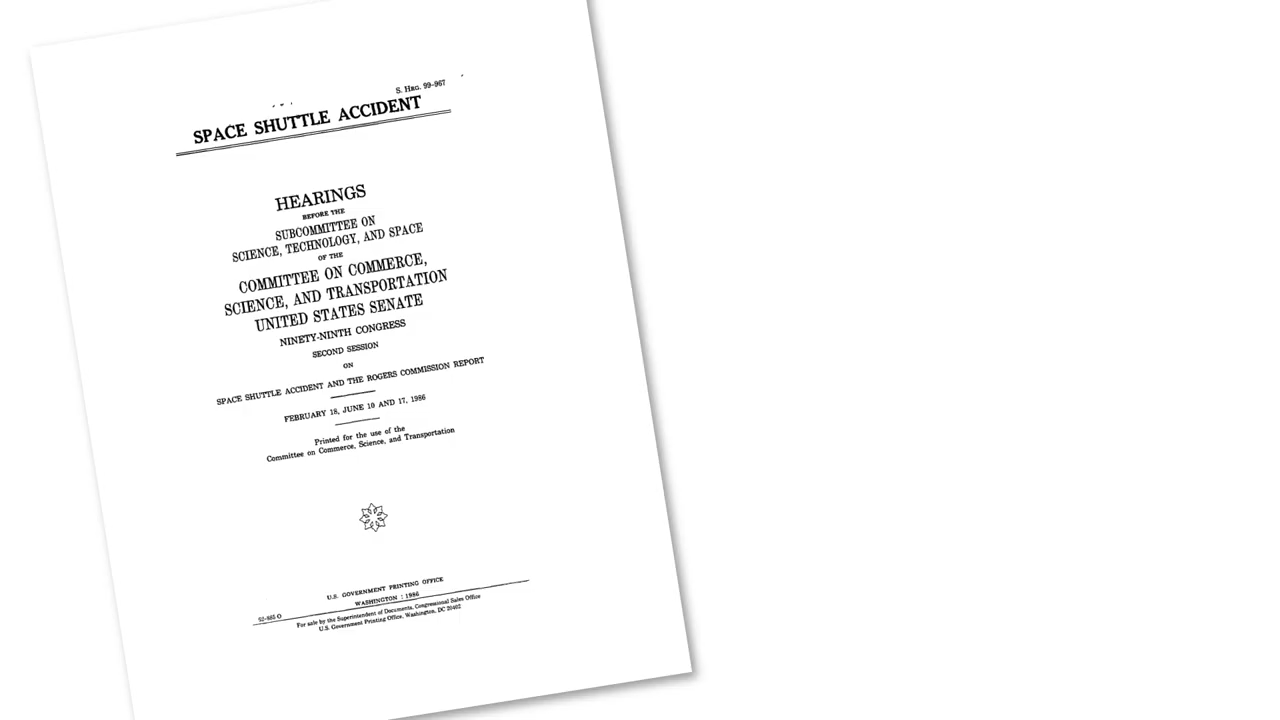 S. HRG. 99-967
SPACE SHUTTLE ACCIDENT
HEARINGS
BEFORE THE
SUBCOMMITTEE ON
SCIENCE, TECHNOLOGY, AND SPACE
OF THE
COMMITTEE ON COMMERCE,
SCIENCE, AND TRANSPORTATION
UNITED STATES SENATE
NINETY-NINTH CONGRESS
SECOND SESSION
ON
SPACE SHUTTLE ACCIDENT AND THE ROGERS COMMISSION REPORT
FEBRUARY 18, JUNE 10 AND 17, 1986
Printed for the use of the
Committee on Commerce, Science, and Transportation
U.S. GOVERNMENT PRINTING OFFICE
WASHINGTON : 1986
For sale by the Superintendent of Documents, Congressional Sales Office
U.S. Government Printing Office, Washington, DC 20402